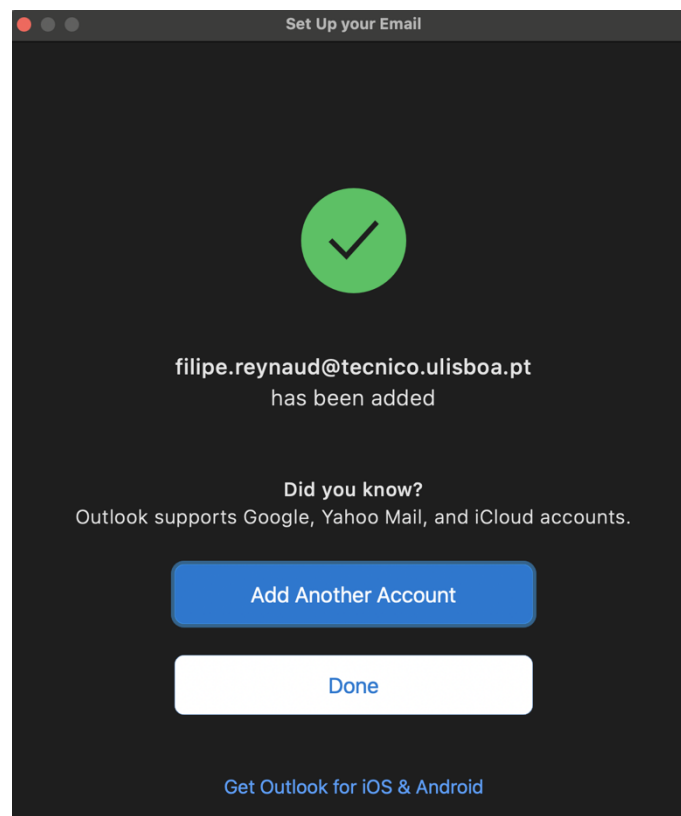 Set Up your Email
filipe.reynaud@tecnico.ulisboa.pt
has been added
Did you know?
Outlook supports Google, Yahoo Mail, and iCloud accounts.
Add Another Account
Done
Get Outlook for iOS & Android